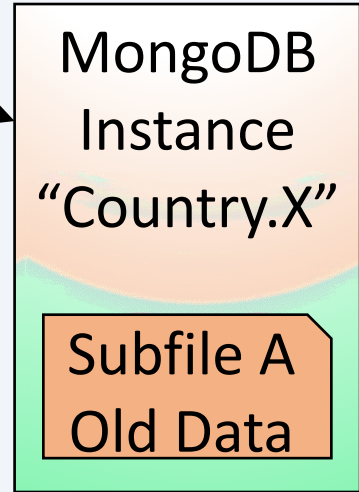 MongoDB
Instance
“Country.X”
Subfile A
Old Data